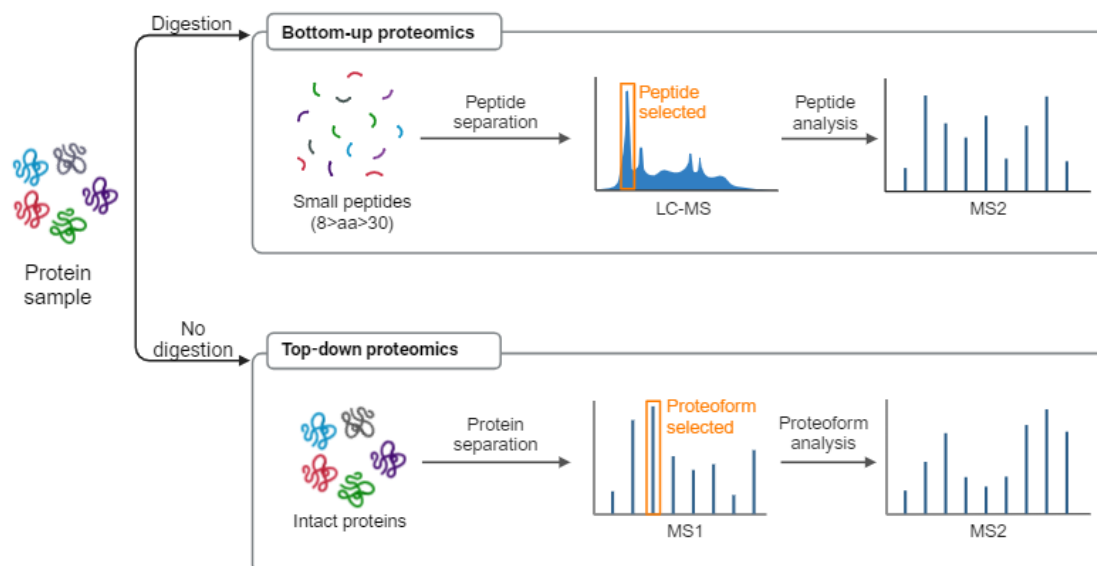 Digestion
Bottom-up proteomics
Peptide
separation
Peptide
selected
Peptide
analysis
Small peptides
(8>aa>30)
LC-MS
MS2
Protein
sample
No
digestion
Top-down proteomics
Protein
separation
Proteoform
selected
Proteoform
analysis
Intact proteins
MS1
MS2